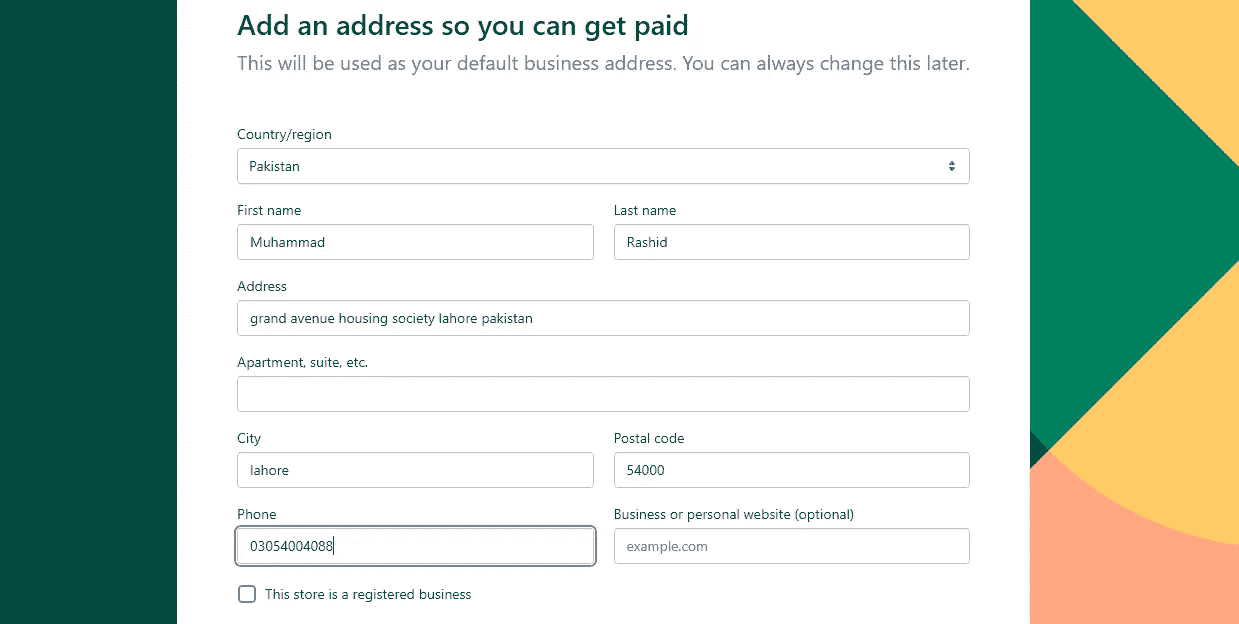 Add an address so you can get paid
This will be used as your default business address. You can always change this later.
Country/region
Pakistan
First name
Last name
Muhammad
Rashid
Address
grand avenue housing society lahore pakistan
Apartment, suite, etc.
City
Postal code
lahore
54000
Phone
Business or personal website (optional)
03054004088
example.com
This store is a registered business